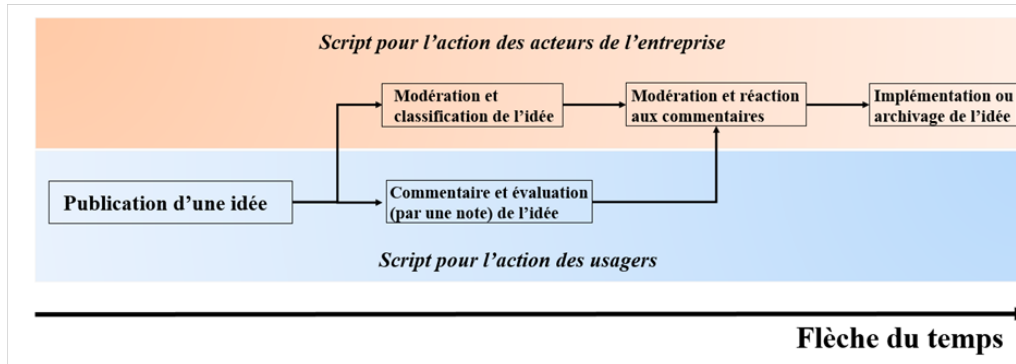 Script pour l’action des acteurs de l’entreprise
Modération et
classification de l’idée
Modération et réaction
aux commentaires
Implémentation ou
archivage de l’idée
Publication d’une idée
Commentaire et évaluation
(par une note) de l’idée
Script pour l’action des usagers
Flèche du temps